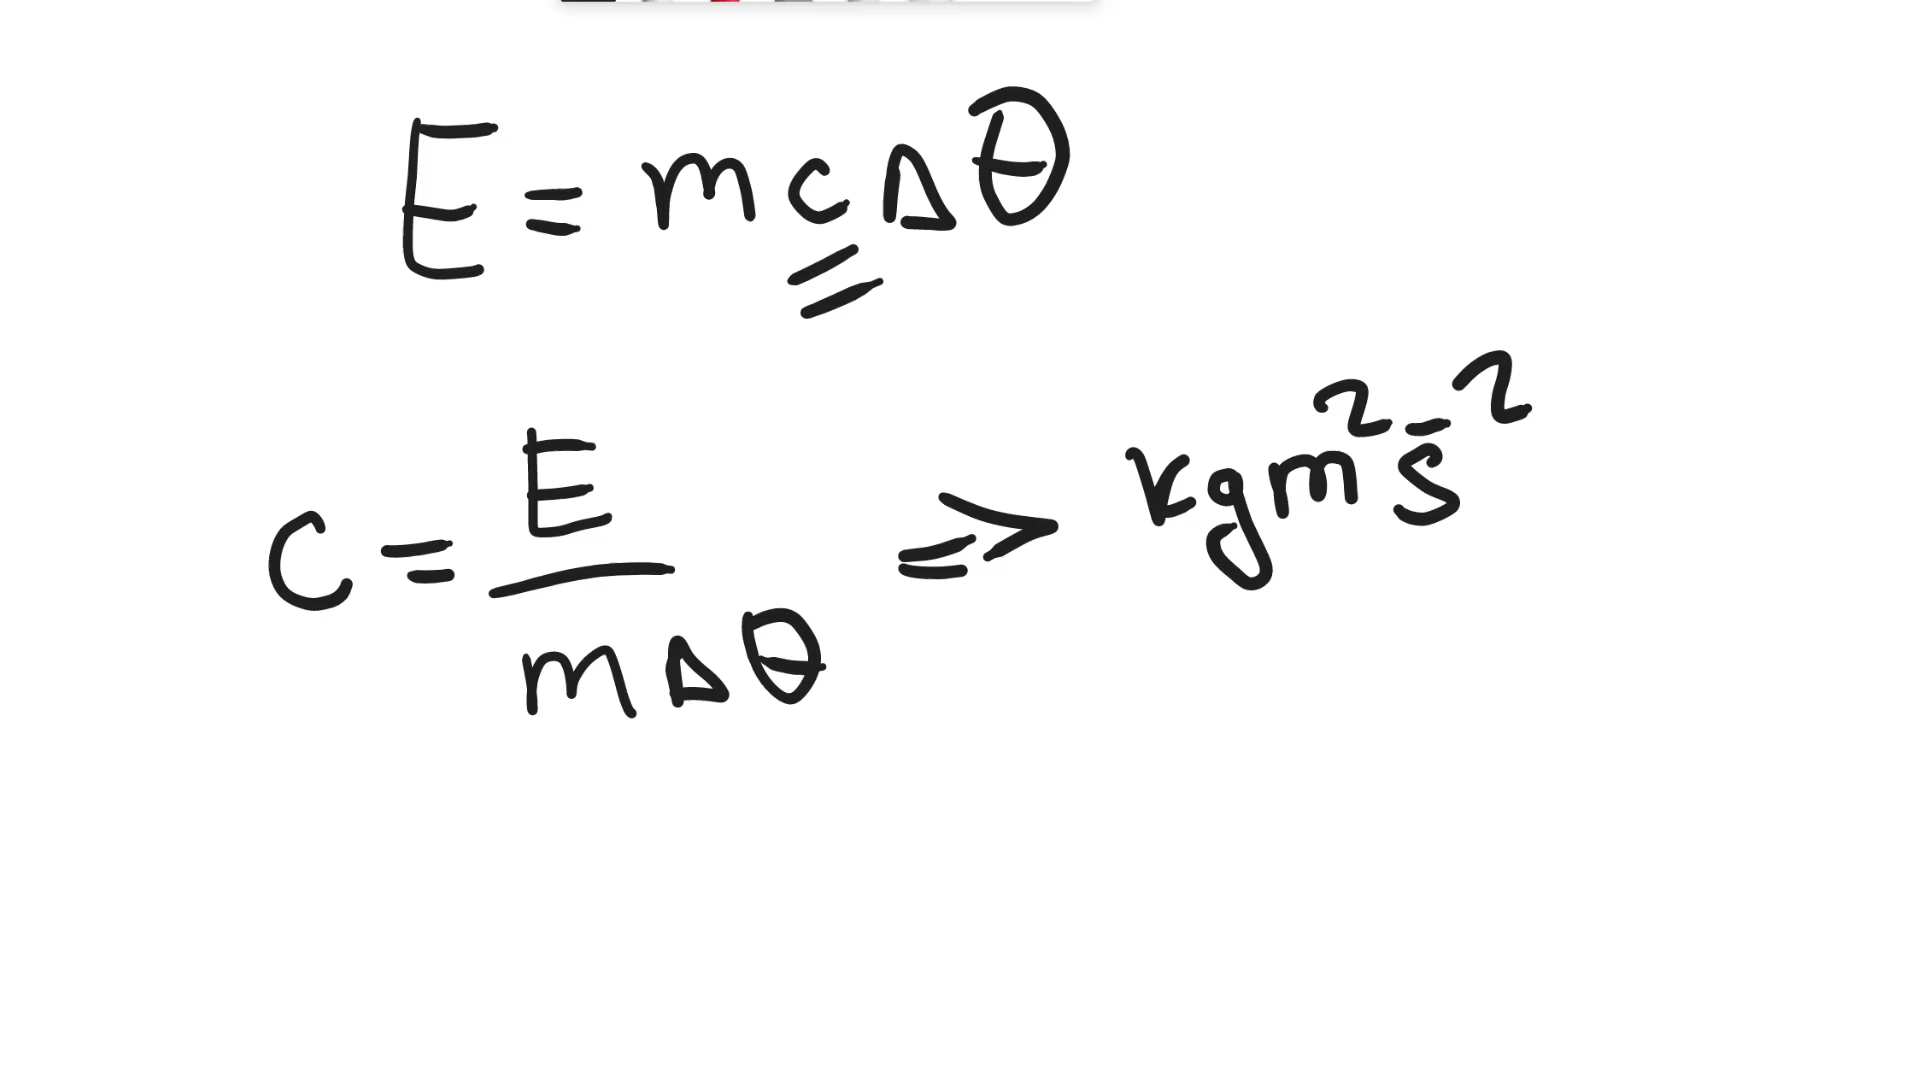 E = mcΔθ
c = E / mΔθ => kgm²s⁻²